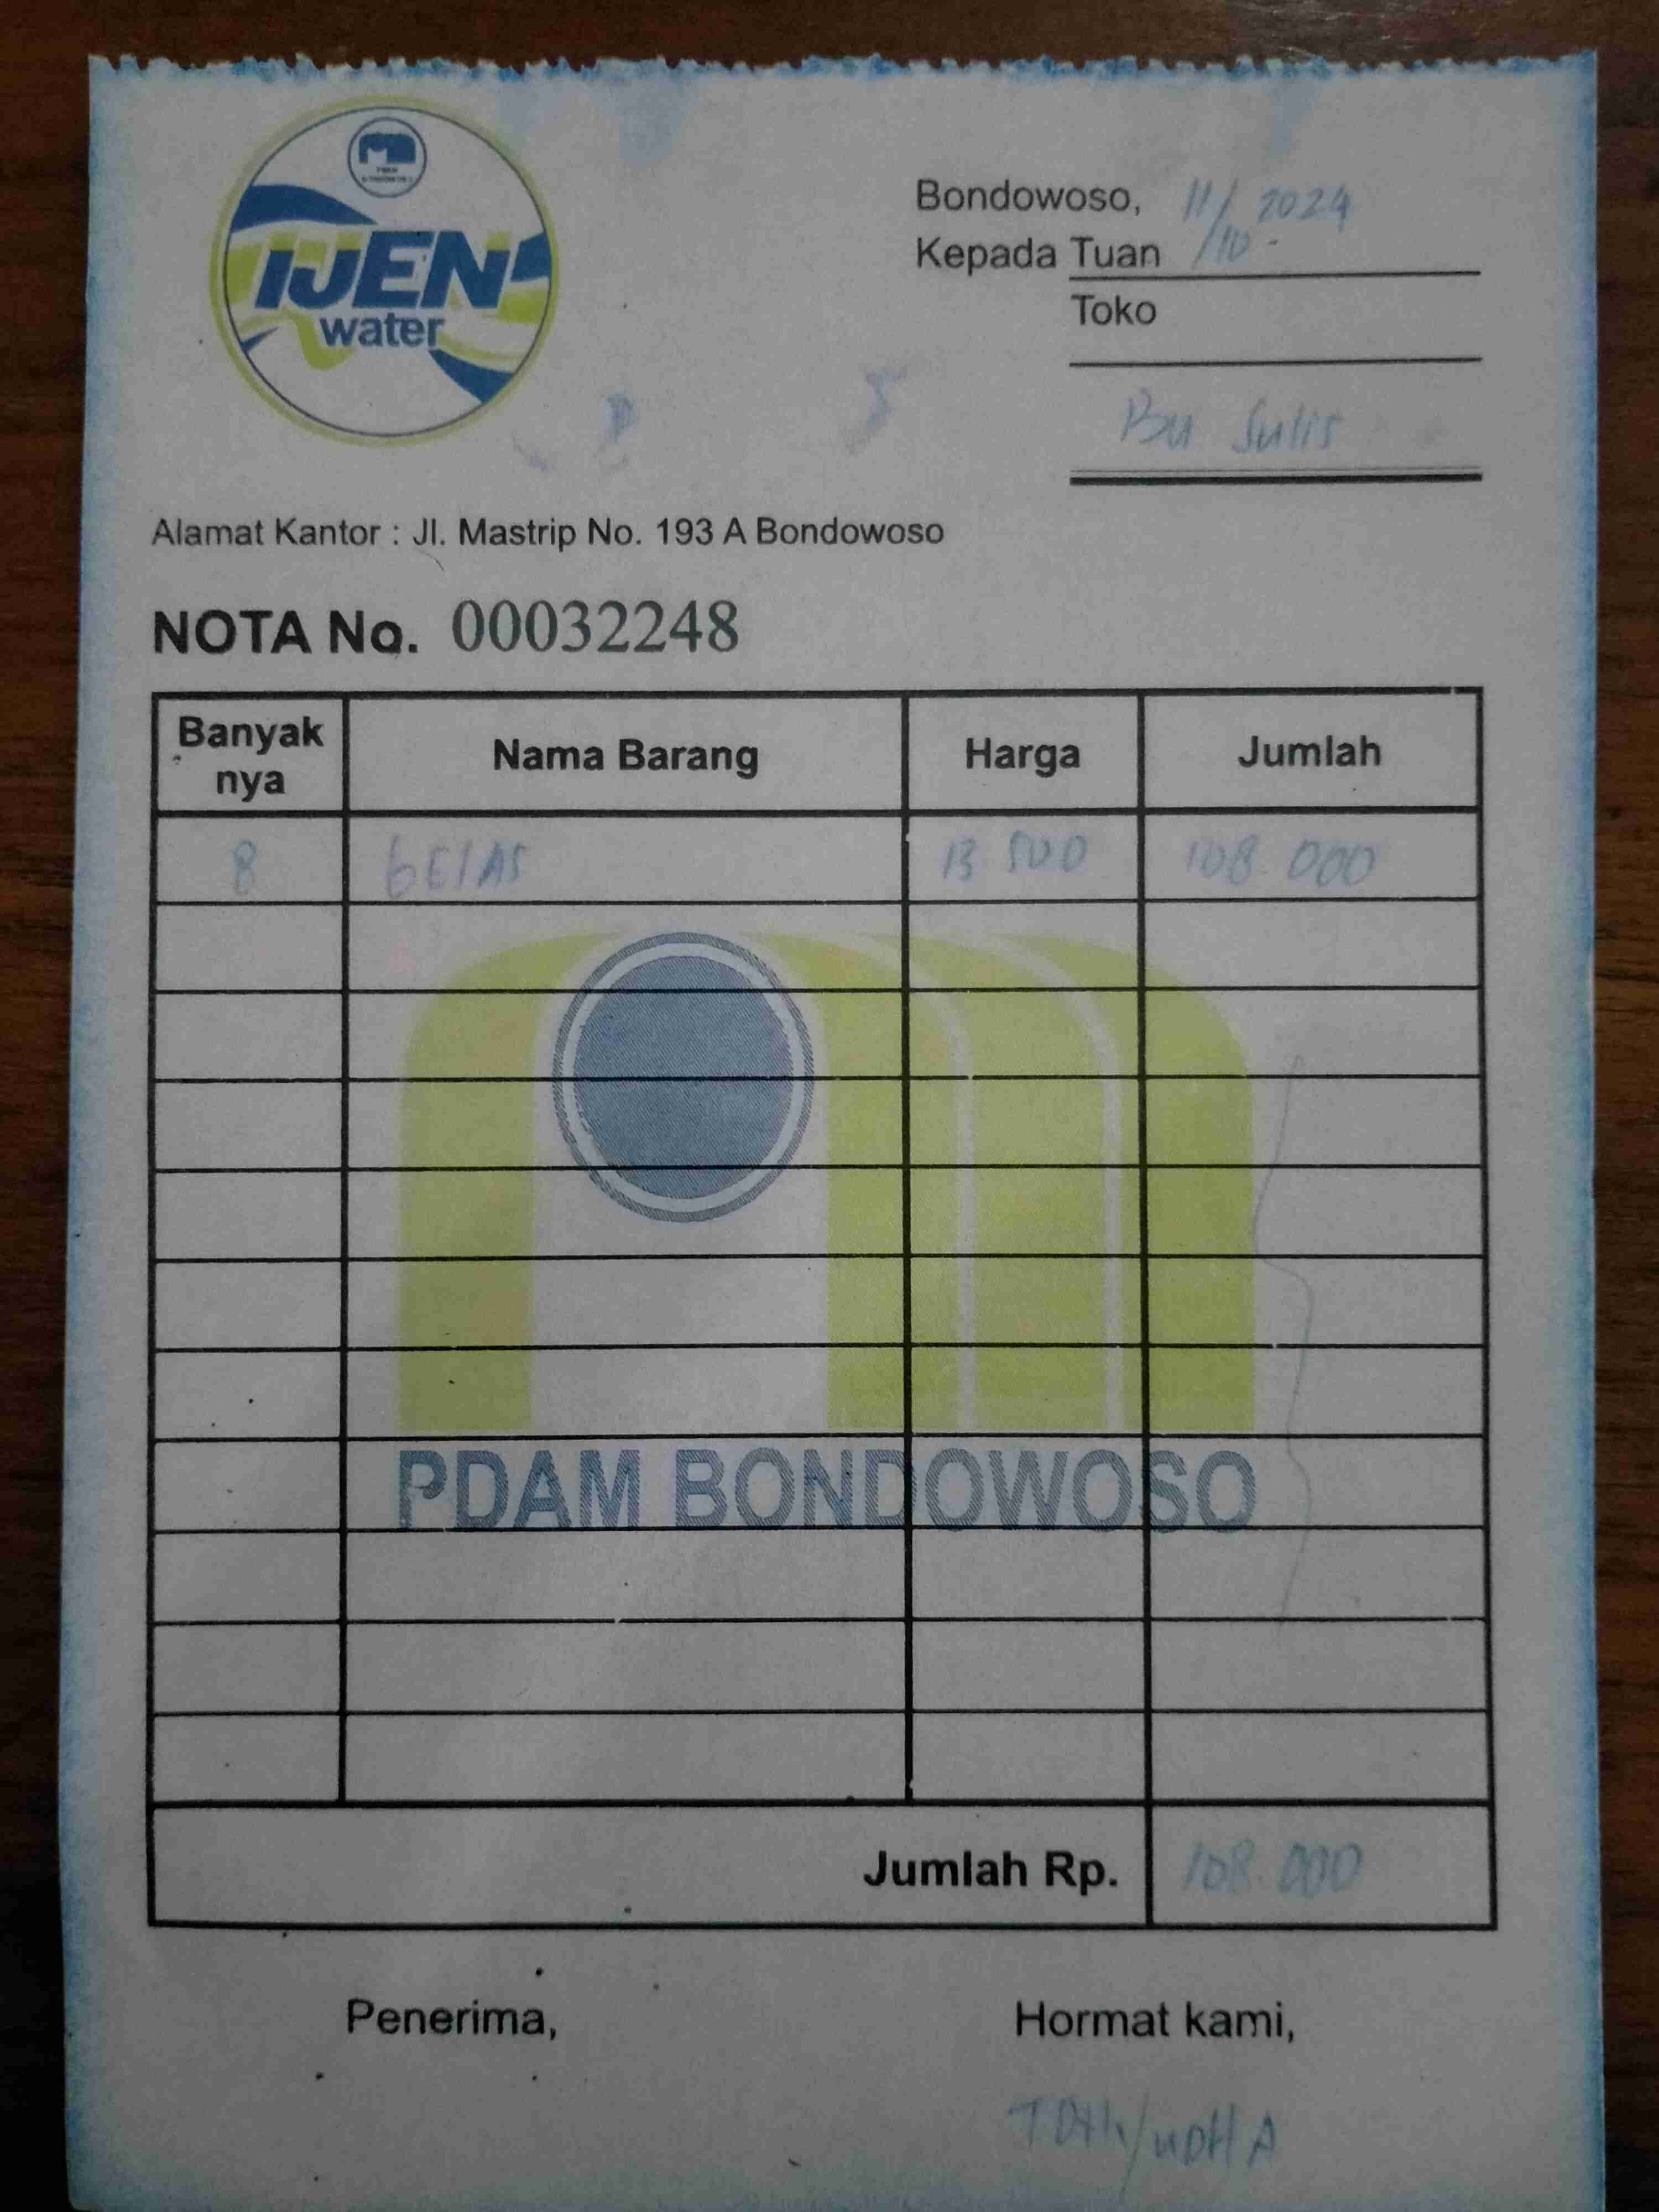 IJEN
water
Bondowoso, 11/10 - 2024
Kepada Tuan
Toko
Bu Sulis
Alamat Kantor : Jl. Mastrip No. 193 A Bondowoso
NOTA No. 00032248
Banyak nya Nama Barang Harga Jumlah
8 GElAS 13 500 108.000
PDAM BONDOWOSO
Jumlah Rp. 108.000
Penerima, Hormat kami,